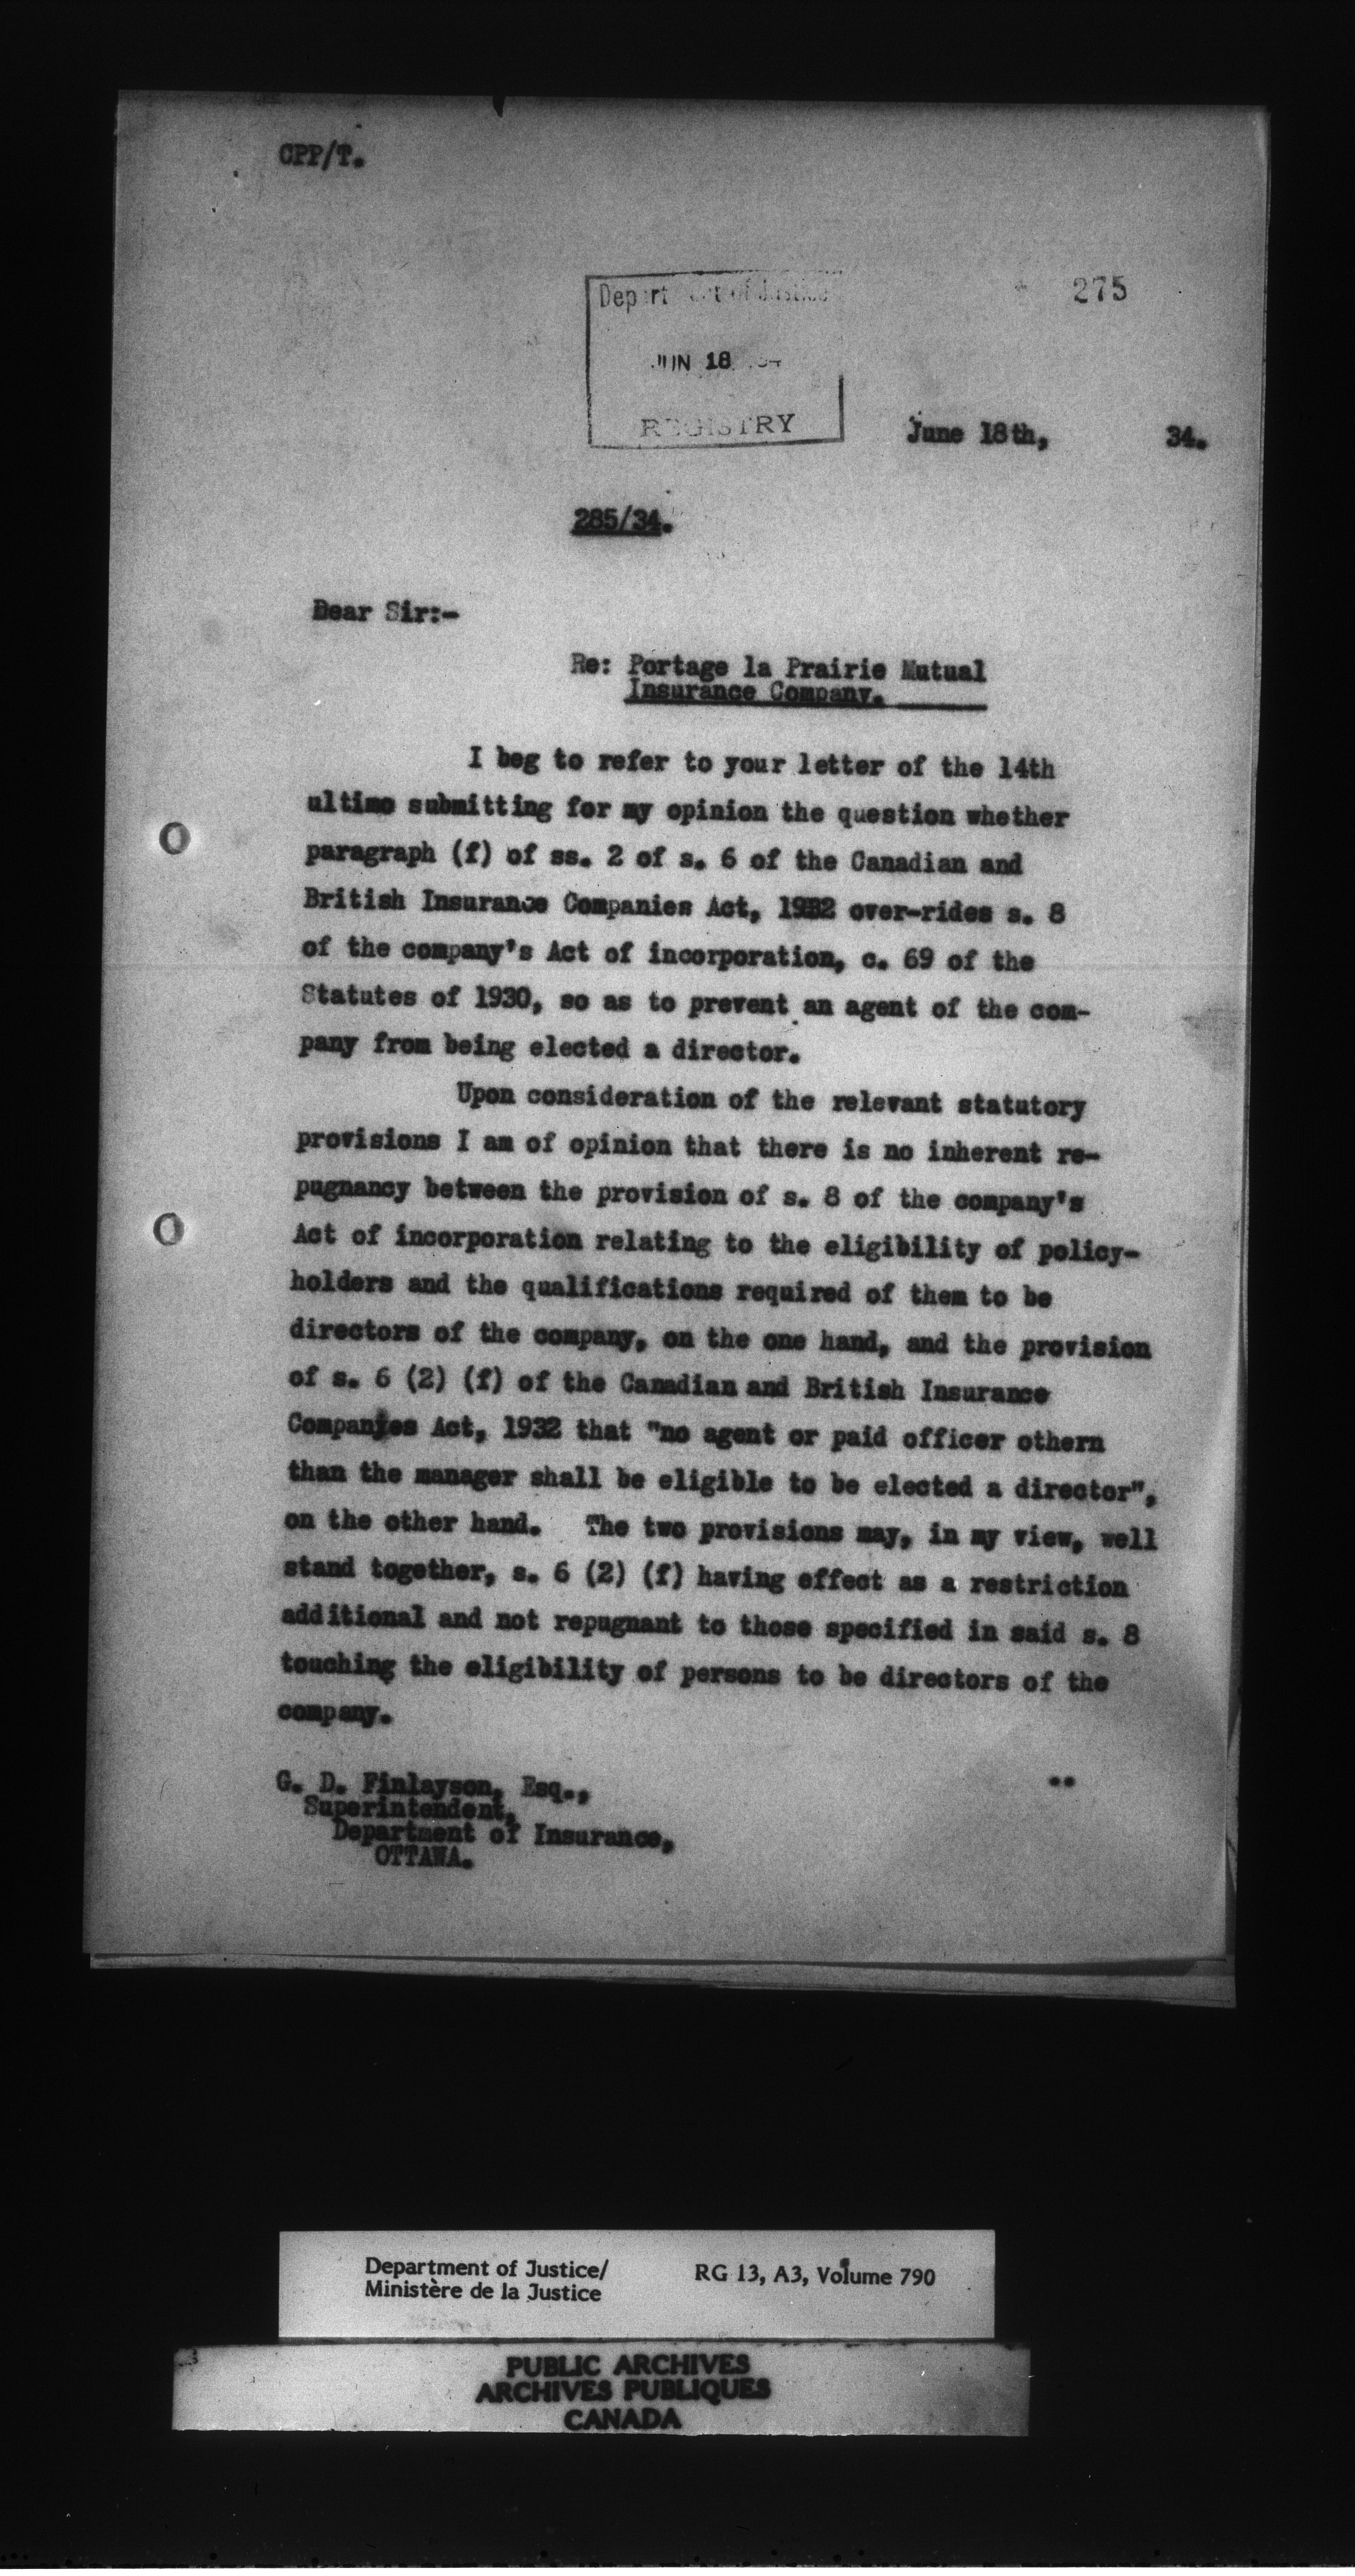 CPP/T.
Department of Justice
275
JUN 18
REGISTRY
June 18th, 34.
285/34.
Dear Sir:-
Re: Portage la Prairie Mutual
Insurance Company.
I beg to refer to your letter of the 14th
ultimo submitting for my opinion the question whether
paragraph (f) of ss. 2 of s. 6 of the Canadian and
British Insurance Companies Act, 1932 over-rides s. 8
of the company's Act of incorporation, c. 69 of the
Statutes of 1930, so as to prevent an agent of the com-
pany from being elected a director.
Upon consideration of the relevant statutory
provisions I am of opinion that there is no inherent re-
pugnancy between the provision of s. 8 of the company's
Act of incorporation relating to the eligibility of policy-
holders and the qualifications required of them to be
directors of the company, on the one hand, and the provision
of s. 6 (2) (f) of the Canadian and British Insurance
Companies Act, 1932 that "no agent or paid officer othern
than the manager shall be eligible to be elected a director",
on the other hand. The two provisions may, in my view, well
stand together, s. 6 (2) (f) having effect as a restriction
additional and not repugnant to those specified in said s. 8
touching the eligibility of persons to be directors of the
company.
..
G. D. Finlayson, Esq.,
Superintendent,
Department of Insurance,
OTTAWA.
Department of Justice/ RG 13, A3, Volume 790
Ministère de la Justice
PUBLIC ARCHIVES
ARCHIVES PUBLIQUES
CANADA